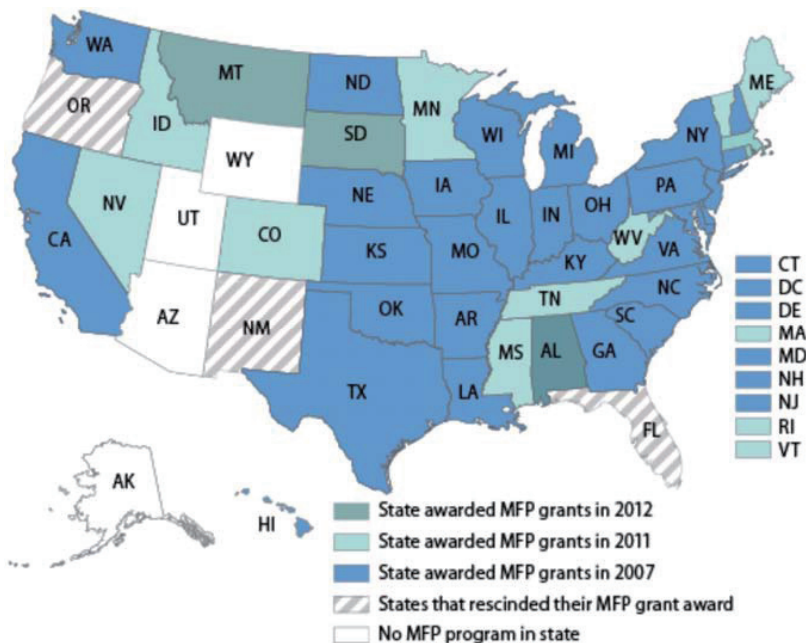 WA
MT
ND
MN
ME
OR
ID
SD
WI
NY
WY
MI
NE
IA
PA
NV
IL
IN
OH
UT
CO
WV
CA
KS
MO
VA
KY
CT
TN
NC
DC
AZ
OK
AR
SC
DE
NM
MS
AL
GA
MA
MD
TX
LA
NH
NJ
FL
RI
VT
AK
HI
State awarded MFP grants in 2012
State awarded MFP grants in 2011
State awarded MFP grants in 2007
States that rescinded their MFP grant award
No MFP program in state